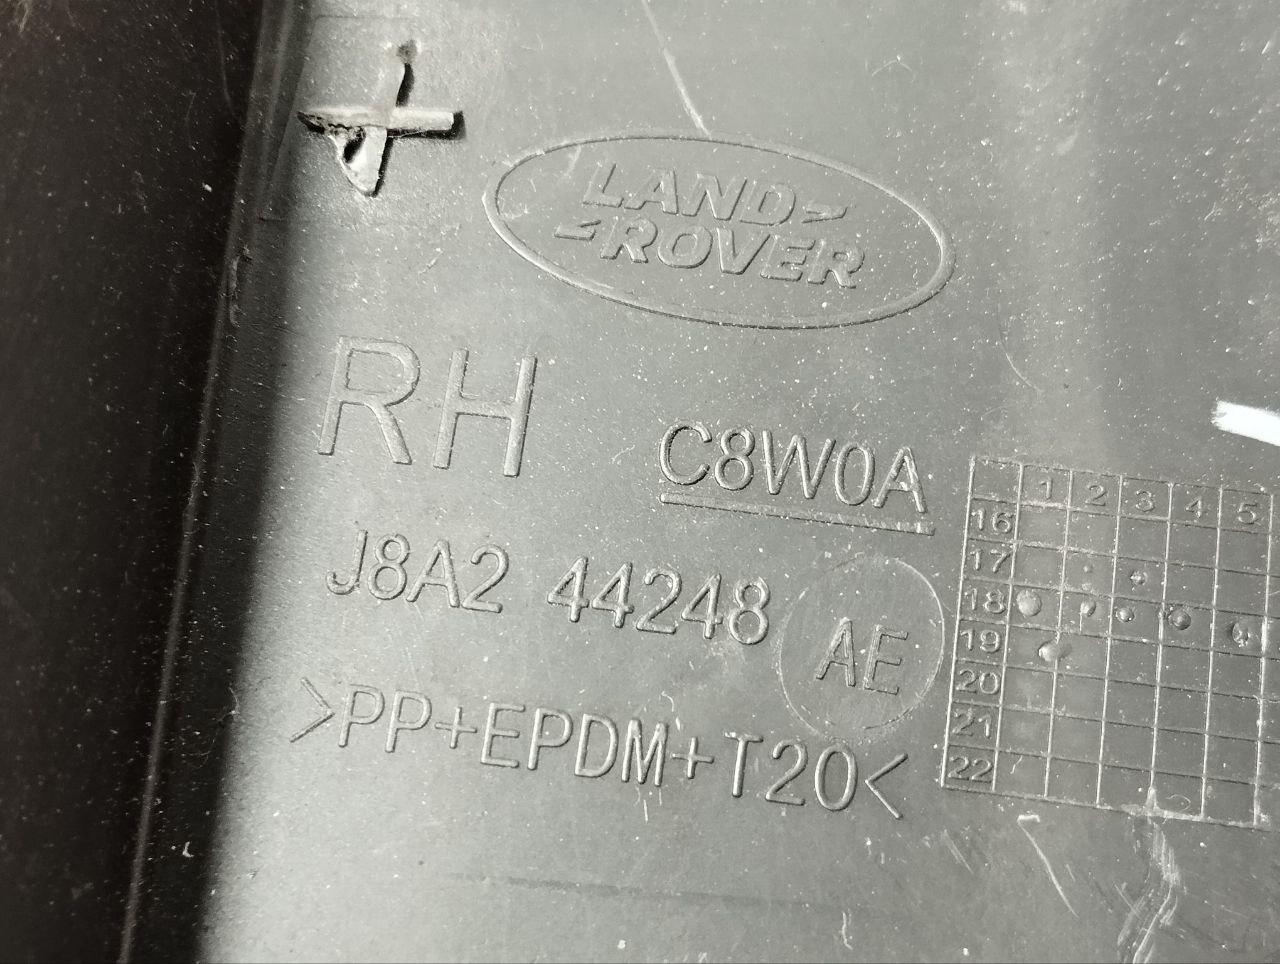 LAND
ROVER
RH
C8W0A
J8A2 44248 AE
>PP+EPDM+T20<
1 2 3 4 5
16
17
18
19
20
21
22